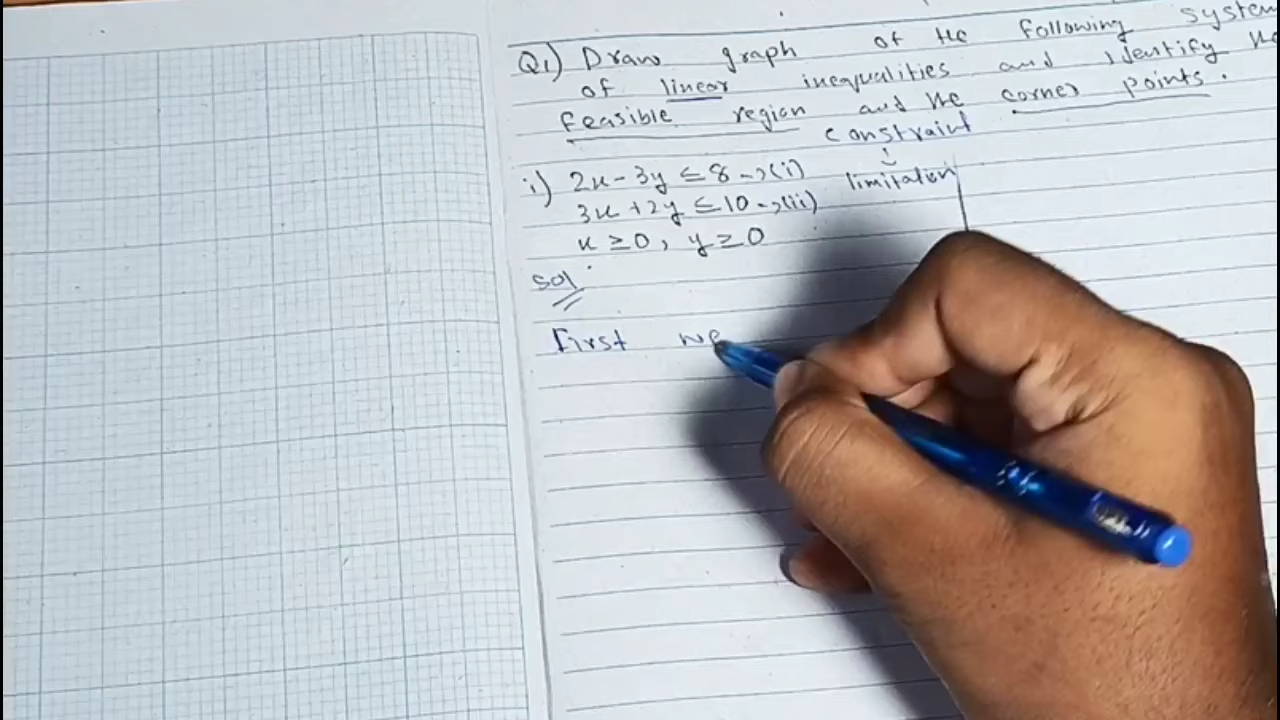 Q1) Draw graph of the following system
of linear inequalities and identify the
feasible region and the corner points.
constraint
↓
limitation
i) 2x - 3y ≤ 8 → (i)
3x + 2y ≤ 10 → (ii)
x ≥ 0, y ≥ 0
Sol
First we